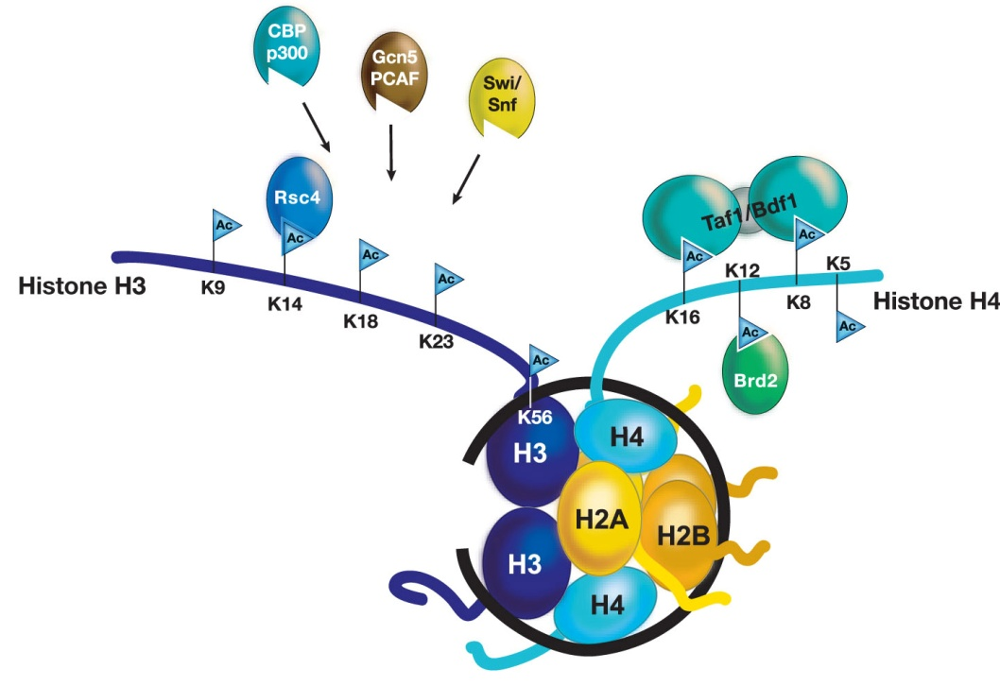 CBP
p300
Gcn5
PCAF
Swi/
Snf
Rsc4
Taf1/Bdf1
Ac
Ac
Ac
Ac
Ac
Ac
Ac
Ac
Ac
Histone H3
K9
K14
K18
K23
K56
K16
K12
K8
K5
Histone H4
Brd2
H3
H4
H2A
H2B
H3
H4